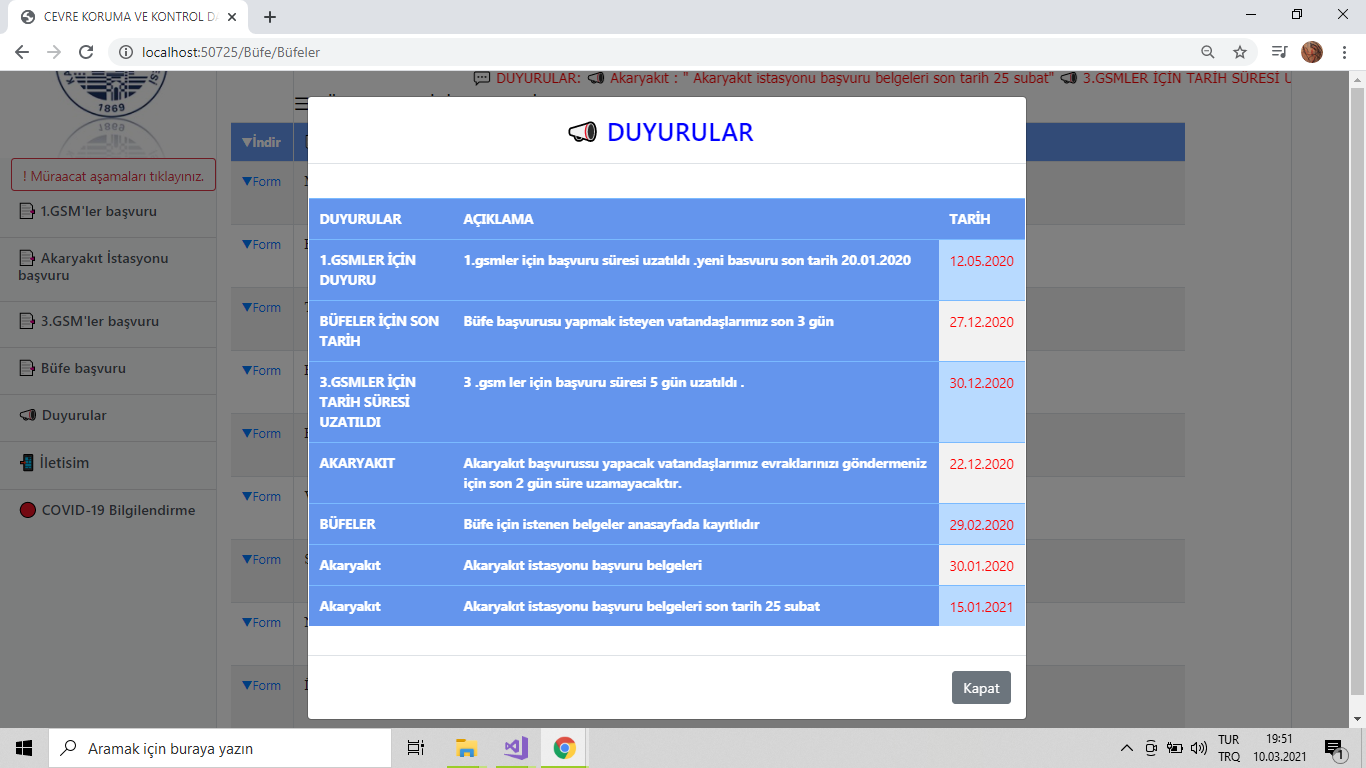 CEVRE KORUMA VE KONTROL D
localhost:50725/Büfe/Büfeler
1869
DUYURULAR: Akaryakıt : " Akaryakıt istasyonu başvuru belgeleri son tarih 25 subat" 3.GSMLER İÇİN TARİH SÜRESİ U
! Müraacat aşamaları tıklayınız.
1.GSM'ler başvuru
Akaryakıt İstasyonu
başvuru
3.GSM'ler başvuru
Büfe başvuru
Duyurular
İletisim
COVID-19 Bilgilendirme
▼İndir
▼Form
▼Form
▼Form
▼Form
▼Form
▼Form
▼Form
▼Form
▼Form
DUYURULAR
DUYURULAR AÇIKLAMA TARİH
1.GSMLER İÇİN 1.gsmler için başvuru süresi uzatıldı .yeni basvuru son tarih 20.01.2020 12.05.2020
DUYURU
BÜFELER İÇİN SON Büfe başvurusu yapmak isteyen vatandaşlarımız son 3 gün 27.12.2020
TARİH
3.GSMLER İÇİN 3 .gsm ler için başvuru süresi 5 gün uzatıldı . 30.12.2020
TARİH SÜRESİ
UZATILDI
AKARYAKIT Akaryakıt başvurussu yapacak vatandaşlarımız evraklarınızı göndermeniz 22.12.2020
için son 2 gün süre uzamayacaktır.
BÜFELER Büfe için istenen belgeler anasayfada kayıtlıdır 29.02.2020
Akaryakıt Akaryakıt istasyonu başvuru belgeleri 30.01.2020
Akaryakıt Akaryakıt istasyonu başvuru belgeleri son tarih 25 subat 15.01.2021
Kapat
Aramak için buraya yazın
TUR 19:51
TRQ 10.03.2021
1